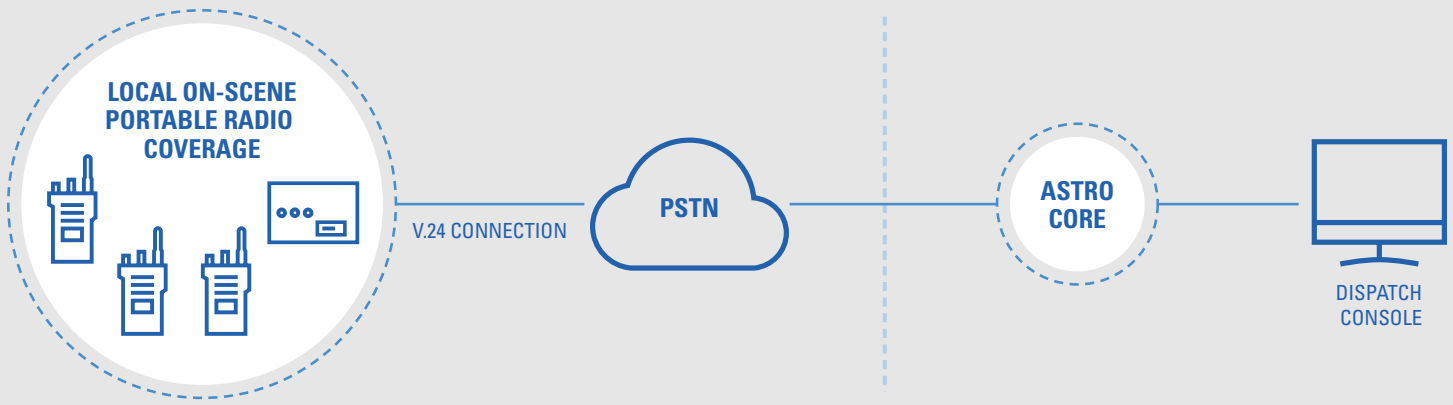 LOCAL ON-SCENE
PORTABLE RADIO
COVERAGE
V.24 CONNECTION
PSTN
ASTRO
CORE
DISPATCH
CONSOLE